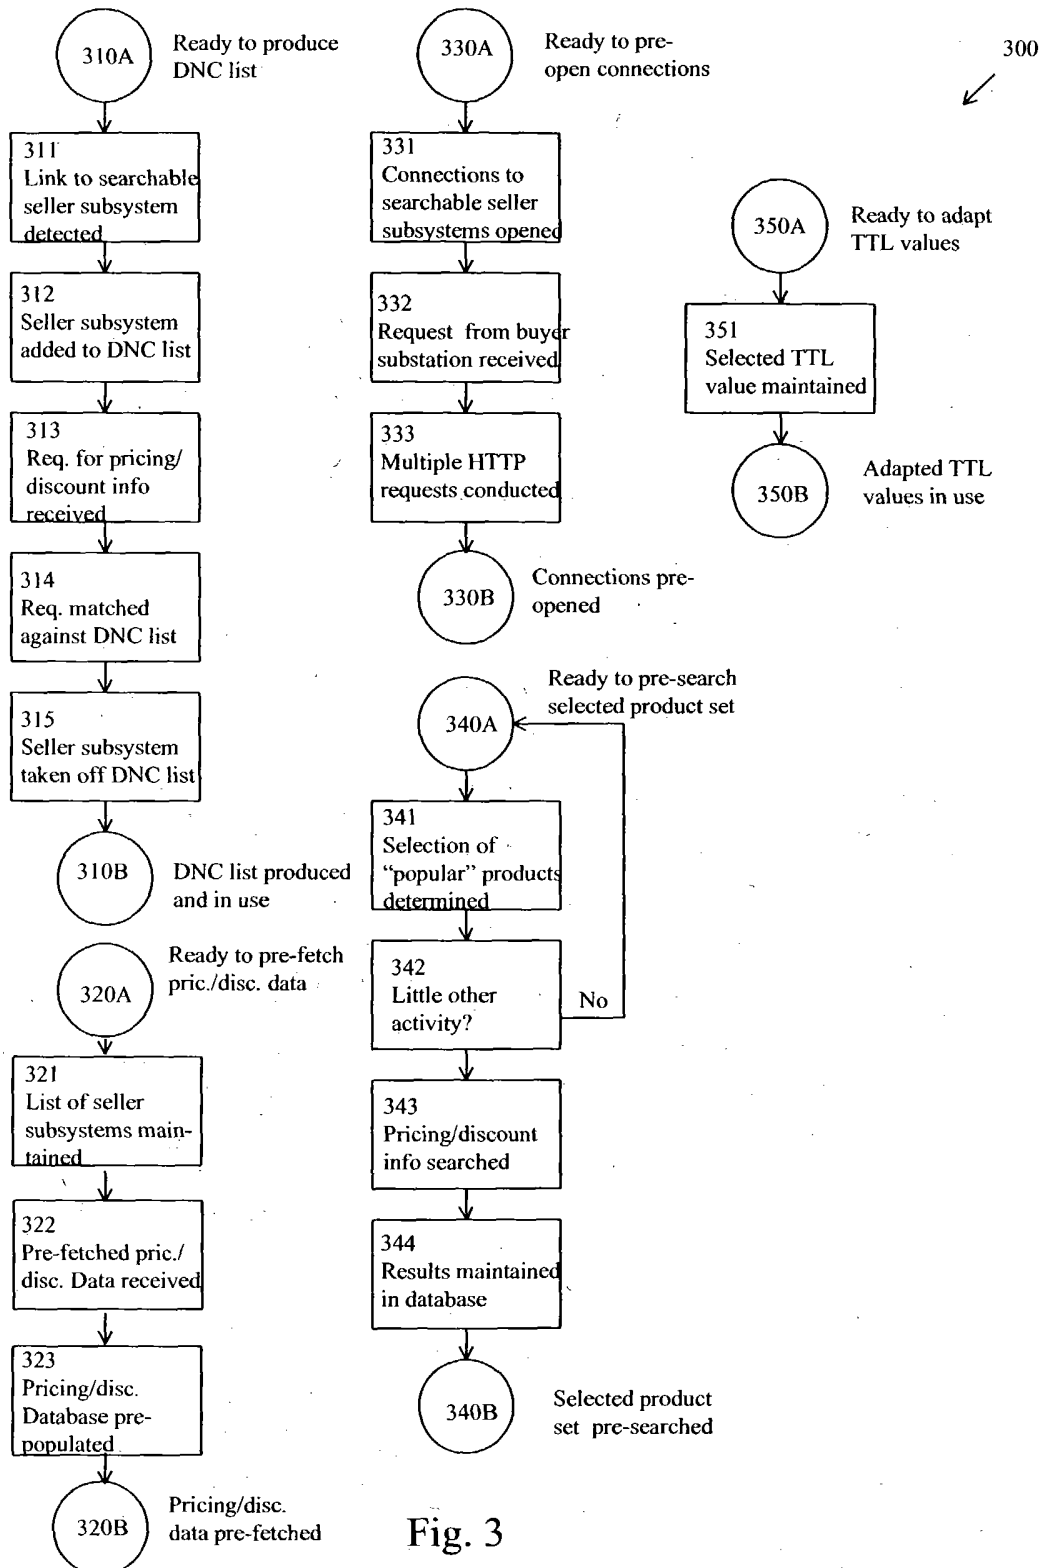 300
310A
Ready to produce
DNC list
311
Link to searchable
seller subsystem
detected
312
Seller subsystem
added to DNC list
313
Req. for pricing/
discount info
received
314
Req. matched
against DNC list
315
Seller subsystem
taken off DNC list
310B
DNC list produced
and in use
320A
Ready to pre-fetch
pric./disc. data
321
List of seller
subsystems main-
tained
322
Pre-fetched pric./
disc. Data received
323
Pricing/disc.
Database pre-
populated
320B
Pricing/disc.
data pre-fetched
330A
Ready to pre-
open connections
331
Connections to
searchable seller
subsystems opened
332
Request from buyer
substation received
333
Multiple HTTP
requests conducted
330B
Connections pre-
opened
340A
Ready to pre-search
selected product set
341
Selection of
“popular” products
determined
342
Little other
activity?
No
343
Pricing/discount
info searched
344
Results maintained
in database
340B
Selected product
set pre-searched
350A
Ready to adapt
TTL values
351
Selected TTL
value maintained
350B
Adapted TTL
values in use
Fig. 3